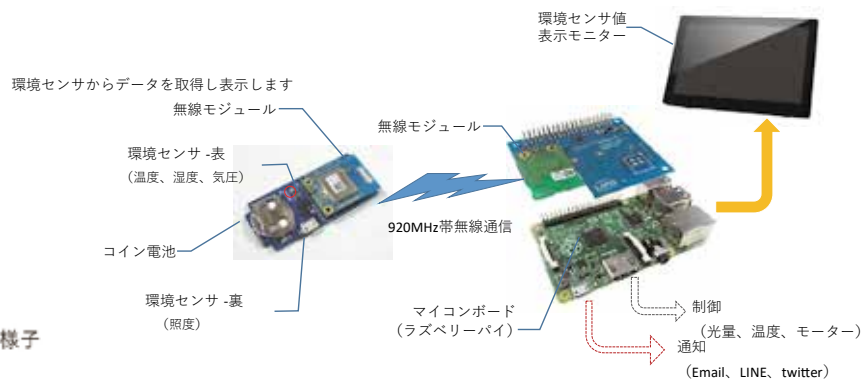 環境センサ値
表示モニター
環境センサからデータを取得し表示します
無線モジュール
無線モジュール
環境センサ -表
（温度、湿度、気圧）
920MHz帯無線通信
コイン電池
環境センサ -裏
（照度）
マイコンボード
（ラズベリーパイ）
制御
（光量、温度、モーター）
様子
通知
（Email、LINE、twitter）